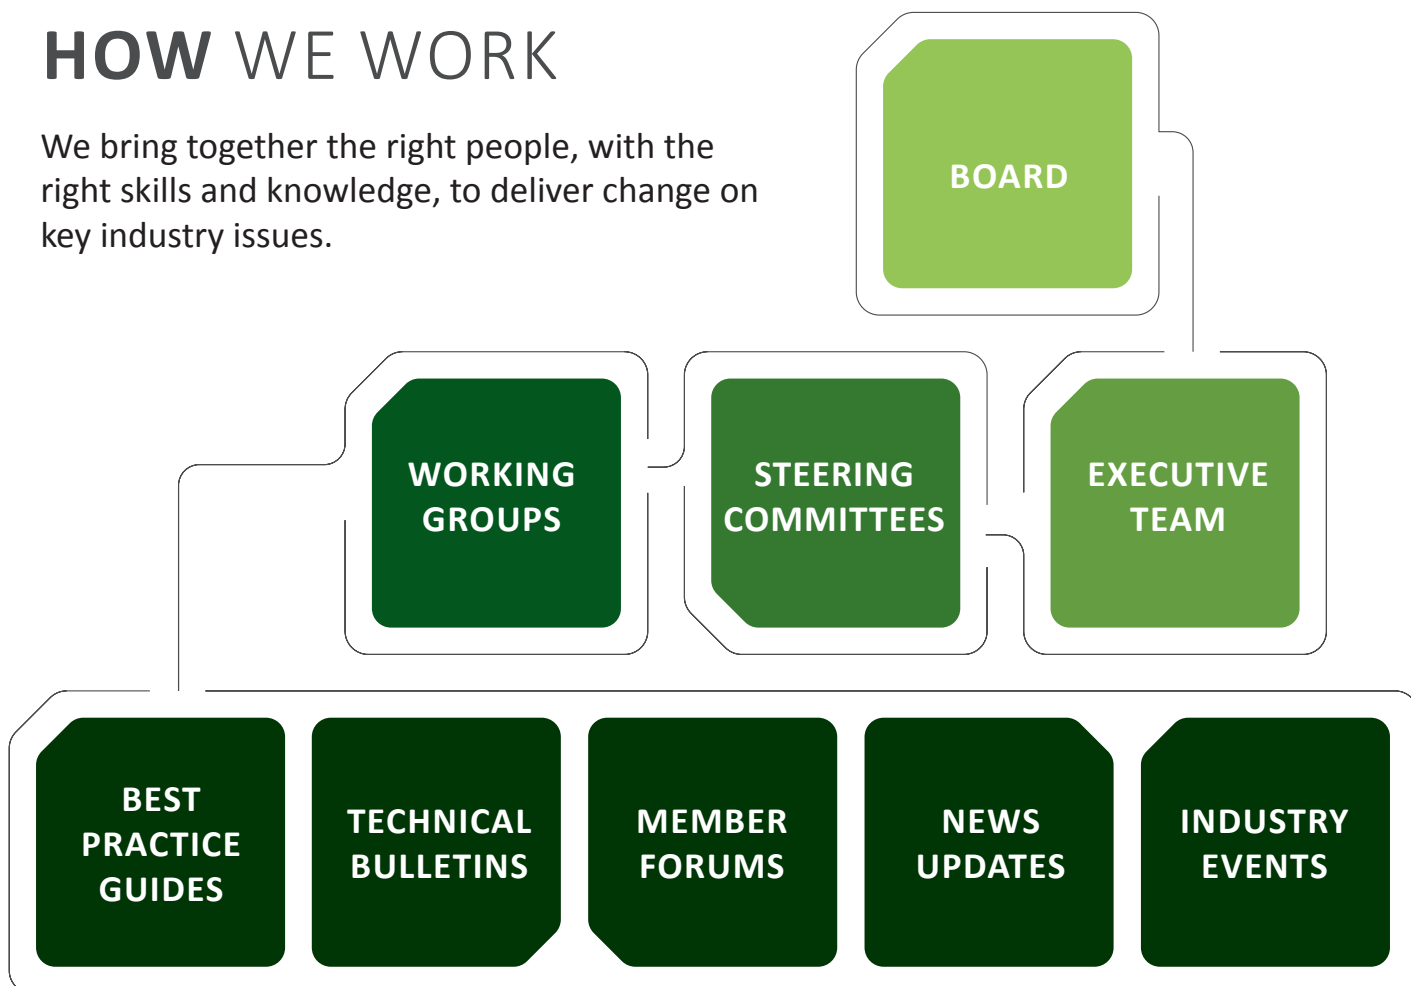 HOW WE WORK
We bring together the right people, with the
right skills and knowledge, to deliver change on
key industry issues.
BOARD
WORKING
GROUPS
STEERING
COMMITTEES
EXECUTIVE
TEAM
BEST
PRACTICE
GUIDES
TECHNICAL
BULLETINS
MEMBER
FORUMS
NEWS
UPDATES
INDUSTRY
EVENTS